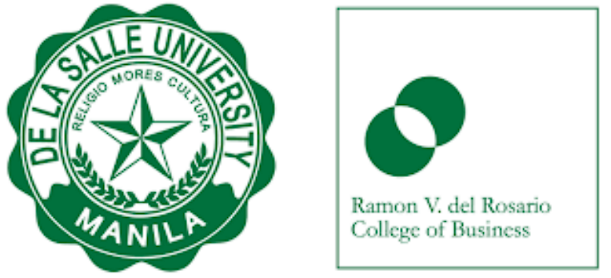 DE LA SALLE UNIVERSITY
RELIGIO MORES CULTURA
MANILA
Ramon V. del Rosario
College of Business